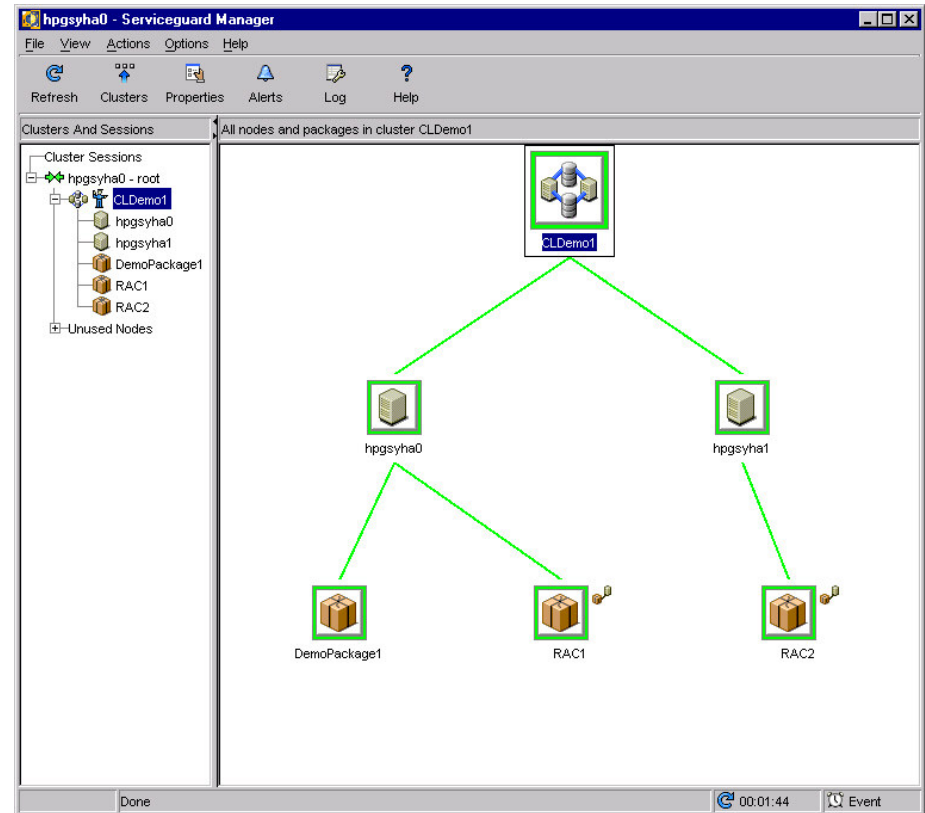 hpgsyha0 - Serviceguard Manager
File View Actions Options Help
Refresh Clusters Properties Alerts Log Help
Clusters And Sessions
All nodes and packages in cluster CLDemo1
Cluster Sessions
hpgsyha0 - root
CLDemo1
hpgsyha0
hpgsyha1
DemoPackage1
RAC1
RAC2
Unused Nodes
CLDemo1
hpgsyha0
hpgsyha1
DemoPackage1
RAC1
RAC2
Done
00:01:44
Event